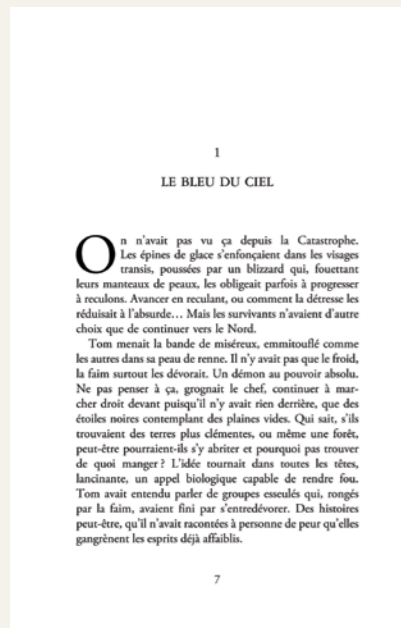 1
LE BLEU DU CIEL
On n'avait pas vu ça depuis la Catastrophe.
Les épines de glace s'enfonçaient dans les visages
transis, poussées par un blizzard qui, fouettant
leurs manteaux de peaux, les obligeait parfois à progresser
à reculons. Avancer en reculant, ou comment la détresse les
réduisait à l'absurde… Mais les survivants n'avaient d'autre
choix que de continuer vers le Nord.
Tom menait la bande de miséreux, emmitouflé comme
les autres dans sa peau de renne. Il n'y avait pas que le froid,
la faim surtout les dévorait. Un démon au pouvoir absolu.
Ne pas penser à ça, grognait le chef, continuer à mar-
cher droit devant puisqu'il n'y avait rien derrière, que des
étoiles noires contemplant des plaines vides. Qui sait, s'ils
trouvaient des terres plus clémentes, ou même une forêt,
peut-être pourraient-ils s'y abriter et pourquoi pas trouver
de quoi manger ? L'idée tournait dans toutes les têtes,
lancinante, un appel biologique capable de rendre fou.
Tom avait entendu parler de groupes esseulés qui, rongés
par la faim, avaient fini par s'entredévorer. Des histoires
peut-être, qu'il n'avait racontées à personne de peur qu'elles
gangrènent les esprits déjà affaiblis.
7